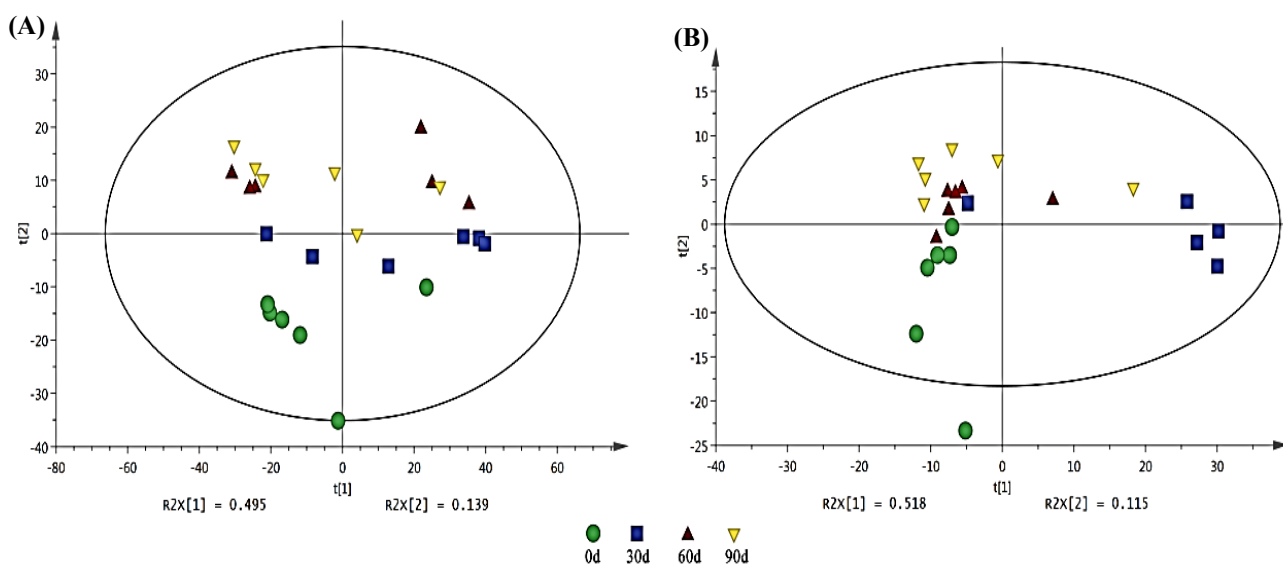 (A)
t[2]
30
20
10
0
-10
-20
-30
-40
-80 -60 -40 -20 0 20 40 60
t[1]
R2X[1] = 0.495 R2X[2] = 0.139
(B)
t[2]
15
10
5
0
-5
-10
-15
-20
-25
-40 -30 -20 -10 0 10 20 30
t[1]
R2X[1] = 0.518 R2X[2] = 0.115
0d 30d 60d 90d